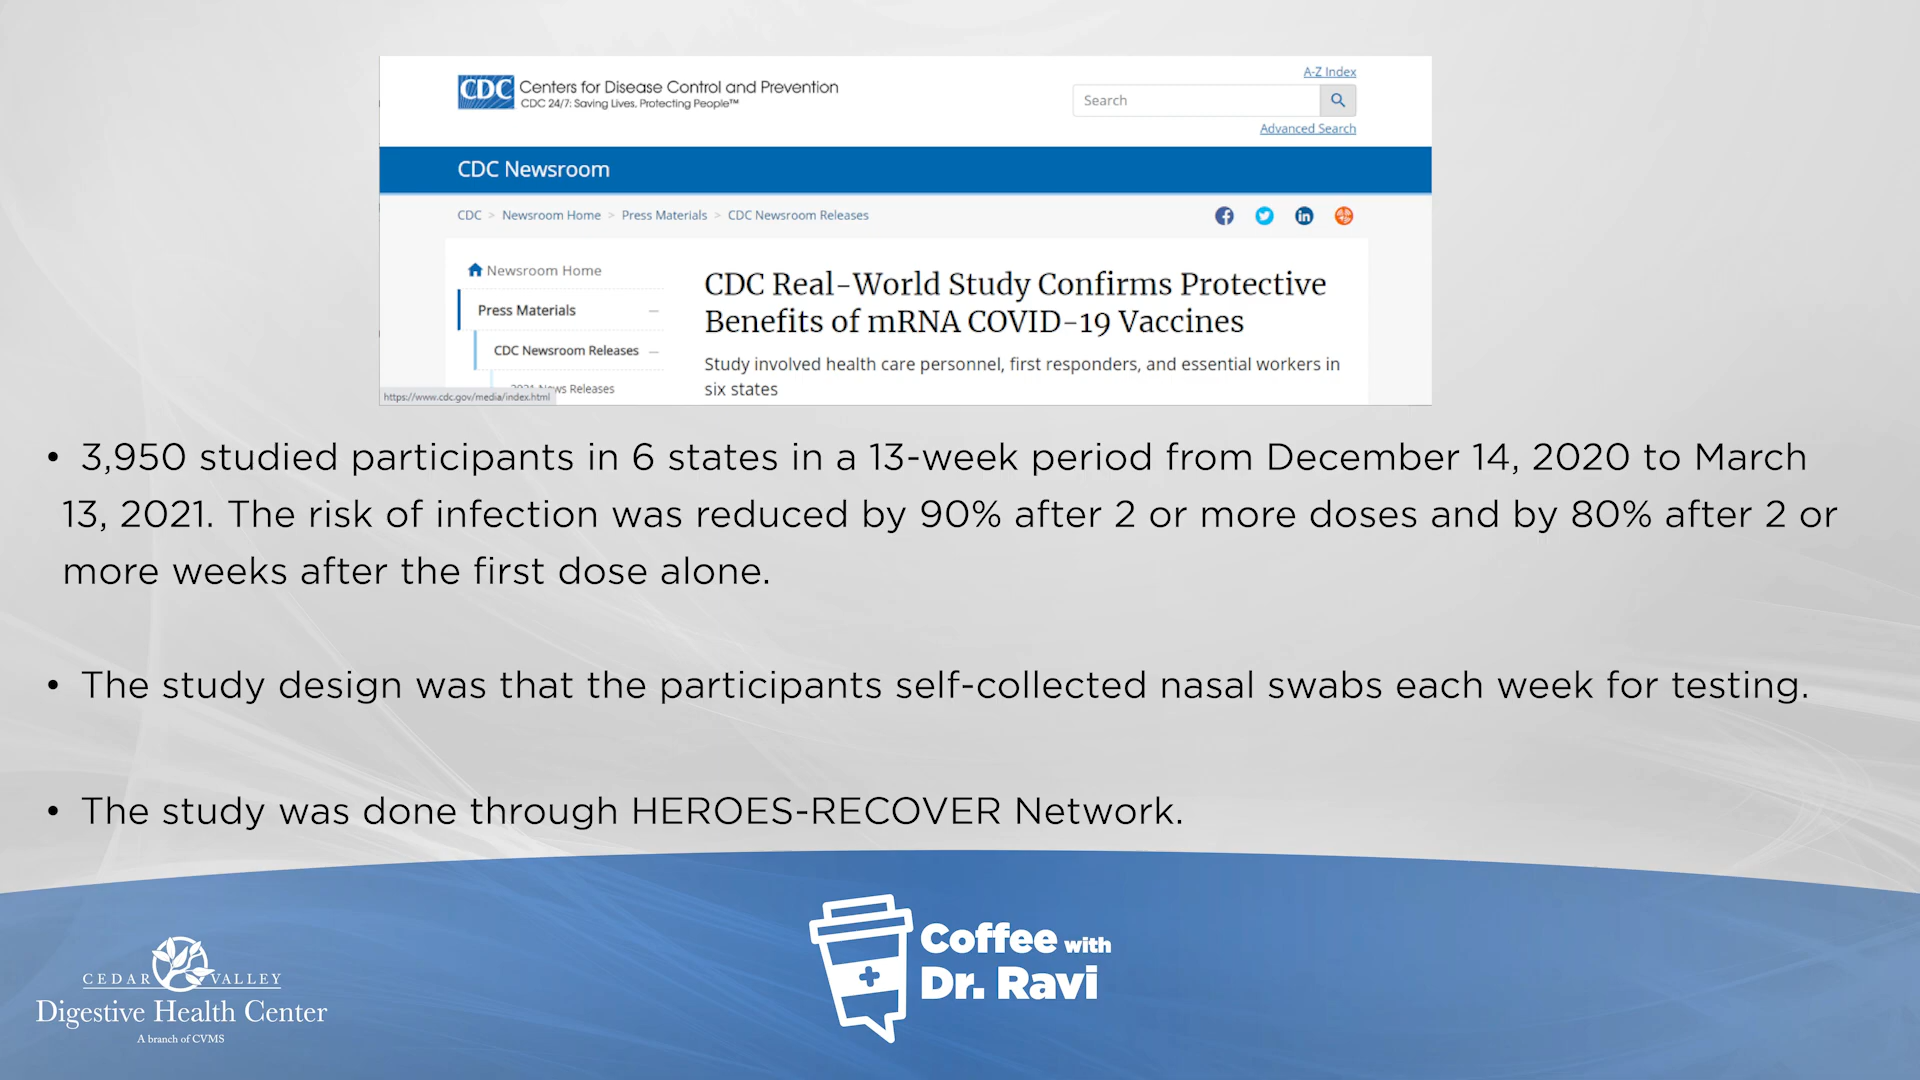 CDC Centers for Disease Control and Prevention
CDC 24/7: Saving Lives, Protecting People™
A-Z Index
Search
Advanced Search
CDC Newsroom
CDC > Newsroom Home > Press Materials > CDC Newsroom Releases
Newsroom Home
Press Materials
CDC Newsroom Releases
2021 News Releases
https://www.cdc.gov/media/index.html
CDC Real-World Study Confirms Protective
Benefits of mRNA COVID-19 Vaccines
Study involved health care personnel, first responders, and essential workers in
six states
• 3,950 studied participants in 6 states in a 13-week period from December 14, 2020 to March
13, 2021. The risk of infection was reduced by 90% after 2 or more doses and by 80% after 2 or
more weeks after the first dose alone.
• The study design was that the participants self-collected nasal swabs each week for testing.
• The study was done through HEROES-RECOVER Network.
CEDAR VALLEY
Digestive Health Center
A branch of CVMS
Coffee with
Dr. Ravi